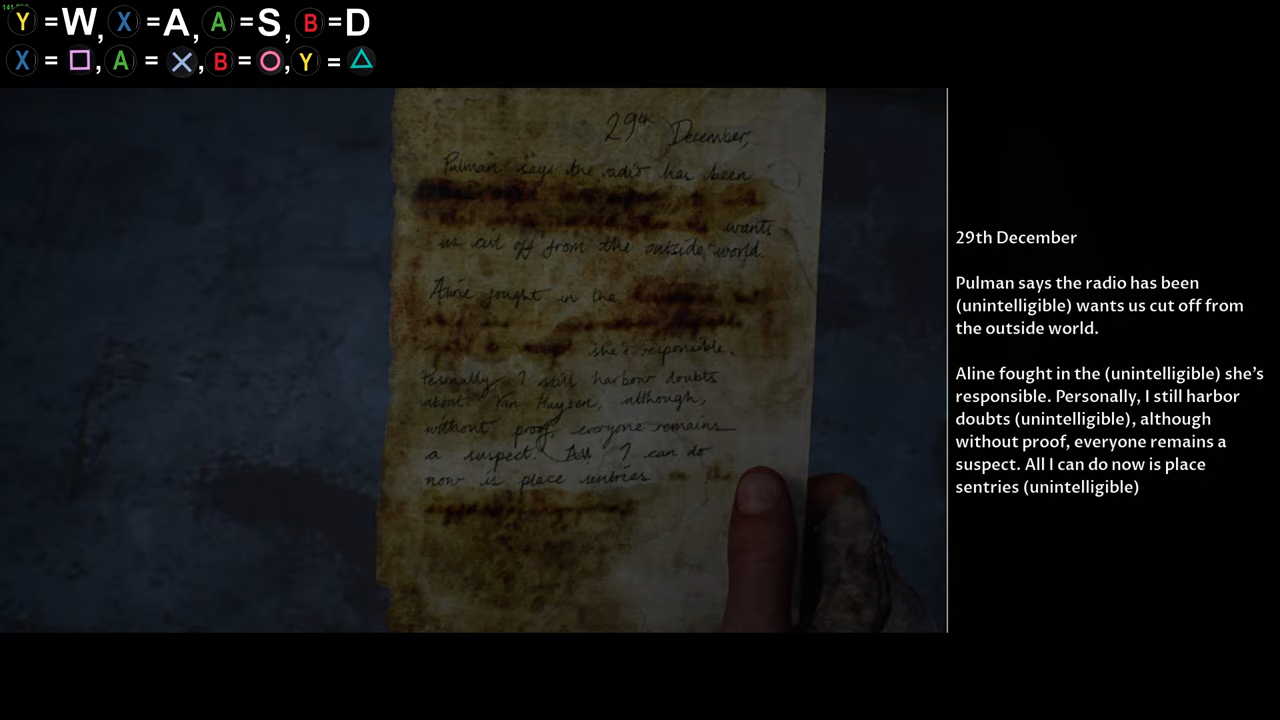 141
Y =W, X =A, A =S, B =D
X = □, A = ✕, B = ○, Y = △
29th December,
Pulman says the radio has been
wants
us cut off from the outside world.
Aline fought in the
she's responsible.
Personally I still harbour doubts
about Van Huysen, although,
without proof, everyone remains
a suspect. All I can do
now is place sentries
29th December
Pulman says the radio has been
(unintelligible) wants us cut off from
the outside world.
Aline fought in the (unintelligible) she's
responsible. Personally, I still harbor
doubts (unintelligible), although
without proof, everyone remains a
suspect. All I can do now is place
sentries (unintelligible)